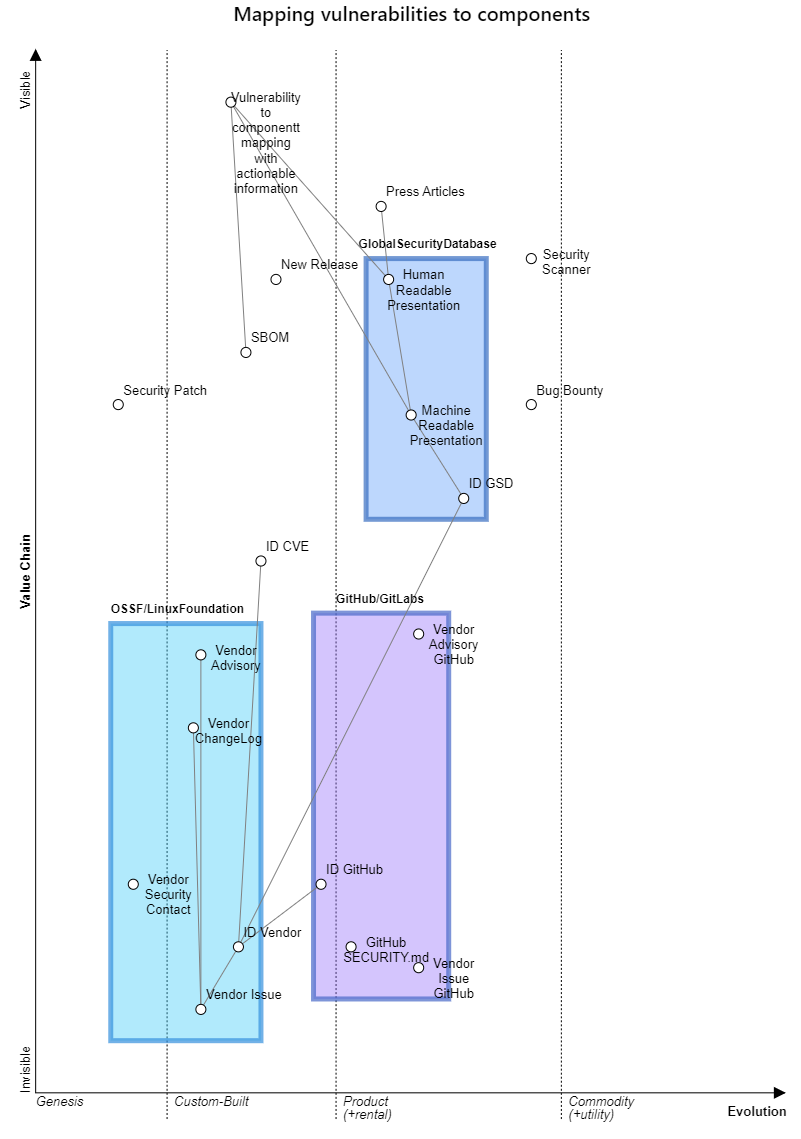 Mapping vulnerabilities to components
Visible
Vulnerability
to
componentt
mapping
with
actionable
information
Press Articles
GlobalSecurityDatabase
Security
Scanner
New Release
Human
Readable
Presentation
SBOM
Security Patch
Bug Bounty
Machine
Readable
Presentation
ID GSD
Value Chain
ID CVE
OSSF/LinuxFoundation
GitHub/GitLabs
Vendor
Advisory
GitHub
Vendor
Advisory
Vendor
ChangeLog
Vendor
Security
Contact
ID GitHub
ID Vendor
GitHub
SECURITY.md
Vendor
Issue
GitHub
Vendor Issue
Invisible
Genesis
Custom-Built
Product
(+rental)
Commodity
(+utility)
Evolution